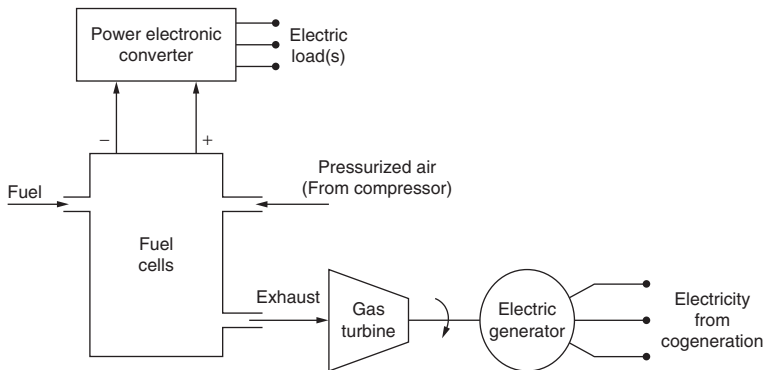 Power electronic
converter
Electric
load(s)
−
+
Pressurized air
(From compressor)
Fuel
Fuel
cells
Exhaust
Gas
turbine
Electric
generator
Electricity
from
cogeneration